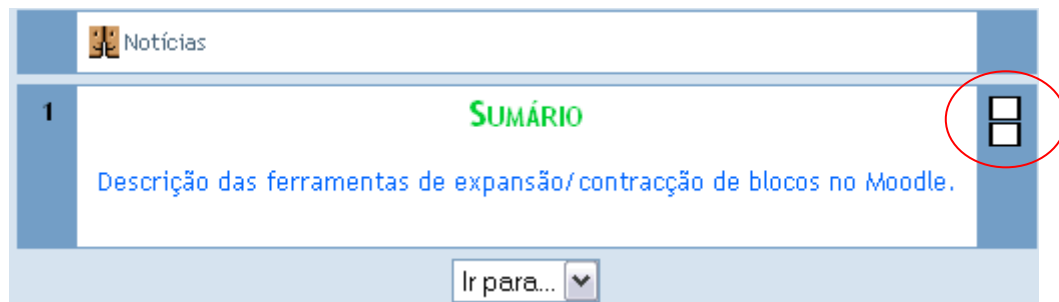 Notícias
1
SUMÁRIO
Descrição das ferramentas de expansão/contracção de blocos no Moodle.
Ir para...